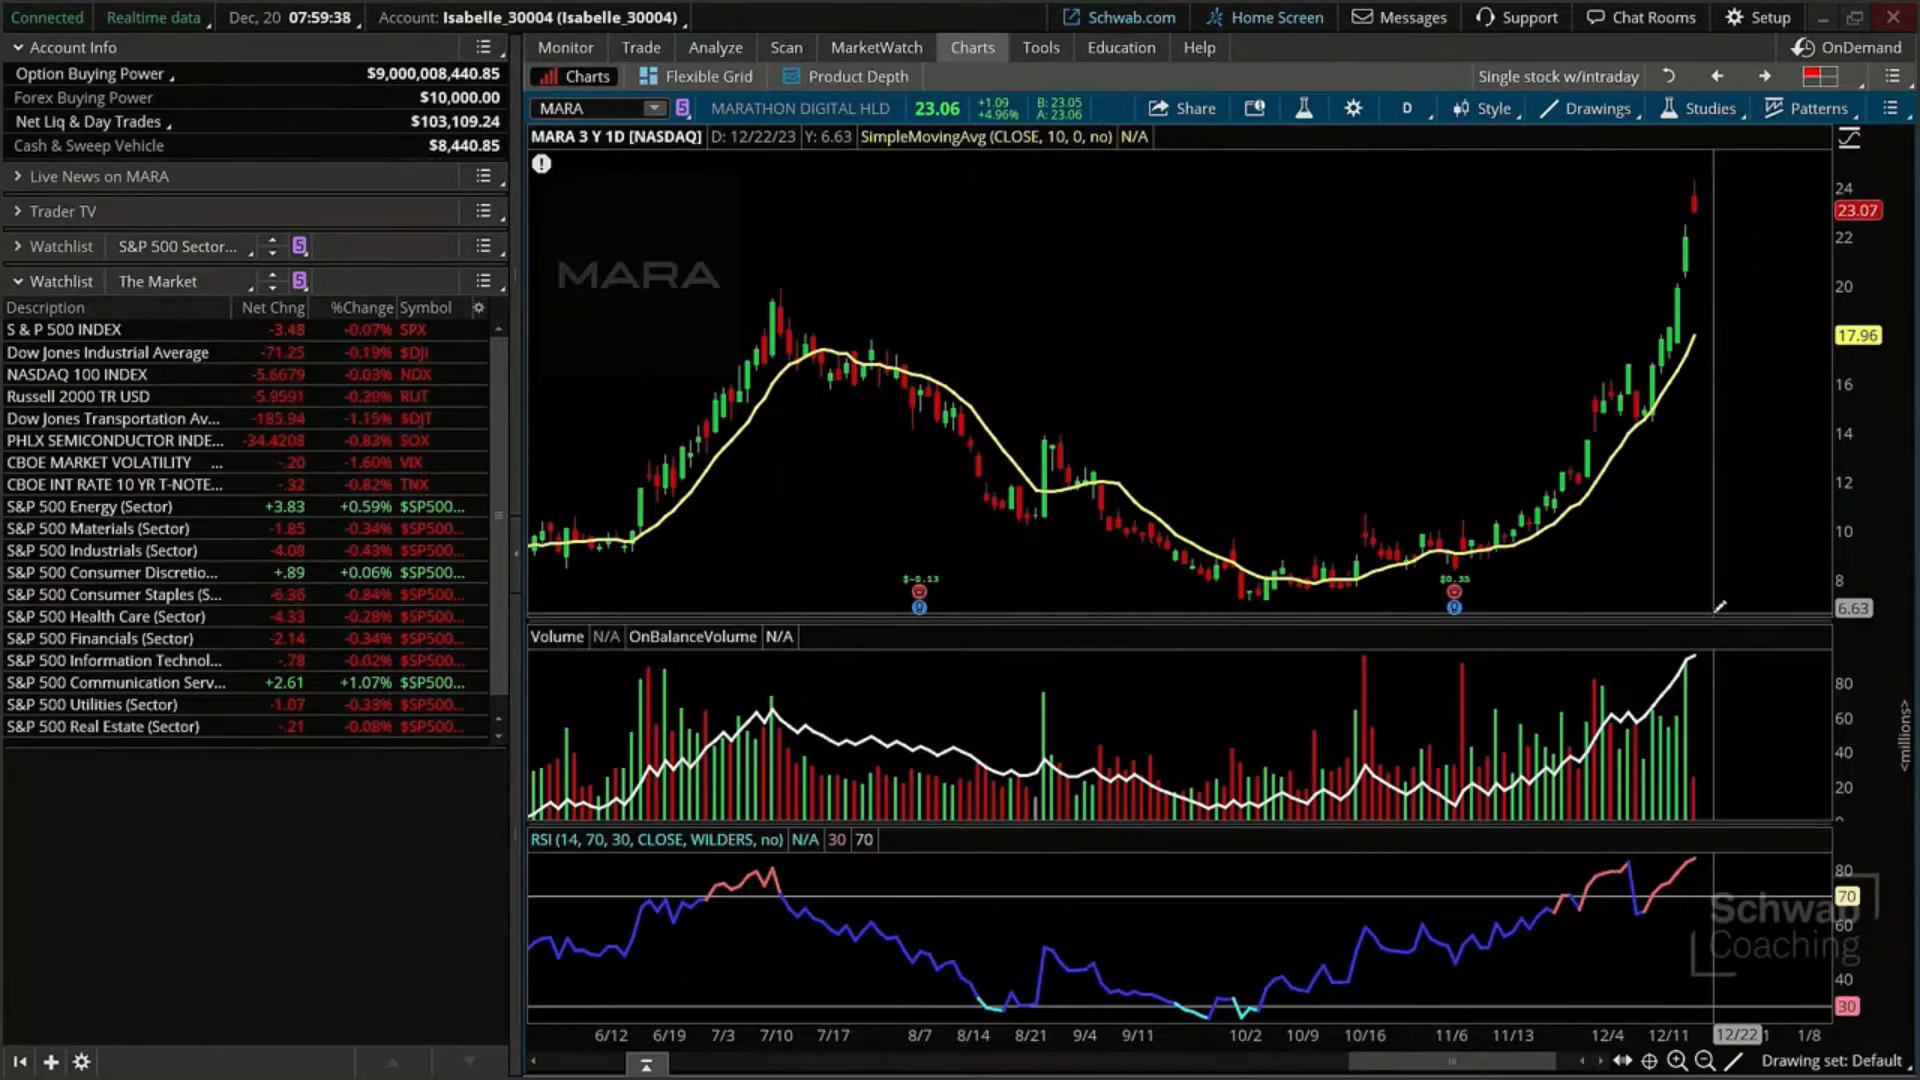 Connected Realtime data Dec, 20 07:59:38 Account: Isabelle_30004 (Isabelle_30004) Schwab.com Home Screen Messages Support Chat Rooms Setup
Account Info
Option Buying Power $9,000,008,440.85
Forex Buying Power $10,000.00
Net Liq & Day Trades $103,109.24
Cash & Sweep Vehicle $8,440.85
Live News on MARA
Trader TV
Watchlist S&P 500 Sector... 5
Watchlist The Market 5
Description Net Chng %Change Symbol
S & P 500 INDEX -3.48 -0.07% SPX
Dow Jones Industrial Average -71.25 -0.19% $DJI
NASDAQ 100 INDEX -5.6679 -0.03% NDX
Russell 2000 TR USD -5.9591 RUT
Dow Jones Transportation Av... -185.94 -1.15% $DJT
PHLX SEMICONDUCTOR INDE... -34.4208 -0.83% SOX
CBOE MARKET VOLATILITY ... -.20 -1.60% VIX
CBOE INT RATE 10 YR T-NOTE... -.32 -0.82% TNX
S&P 500 Energy (Sector) +3.83 +0.59% $SP500...
S&P 500 Materials (Sector) -1.85 -0.34% $SP500...
S&P 500 Industrials (Sector) -4.08 -0.43% $SP500...
S&P 500 Consumer Discretio... +.89 +0.06% $SP500...
S&P 500 Consumer Staples (S... -6.36 -0.84% $SP500...
S&P 500 Health Care (Sector) -4.33 -0.28% $SP500...
S&P 500 Financials (Sector) -2.14 -0.34% $SP500...
S&P 500 Information Technol... -.78 -0.02% $SP500...
S&P 500 Communication Serv... +2.61 +1.07% $SP500...
S&P 500 Utilities (Sector) -1.07 -0.33% $SP500...
S&P 500 Real Estate (Sector) -.21 -0.08% $SP500...
Monitor Trade Analyze Scan MarketWatch Charts Tools Education Help OnDemand
Charts Flexible Grid Product Depth Single stock w/intraday
MARA 5 MARATHON DIGITAL HLD 23.06 +1.09 +4.96% B: 23.05 A: 23.06 Share D Style Drawings Studies Patterns
MARA 3 Y 1D [NASDAQ] D: 12/22/23 Y: 6.63 SimpleMovingAvg (CLOSE, 10, 0, no) N/A
MARA
24
23.07
22
20
17.96
16
14
12
10
8
6.63
$-0.13 $0.35
Volume N/A OnBalanceVolume N/A
80
60
40
20
<millions>
RSI (14, 70, 30, CLOSE, WILDERS, no) N/A 30 70
80
70
60
40
30
Schwab
Coaching
6/12 6/19 7/3 7/10 7/17 8/7 8/14 8/21 9/4 9/11 10/2 10/9 10/16 11/6 11/13 12/4 12/11 12/22 1/8
Drawing set: Default